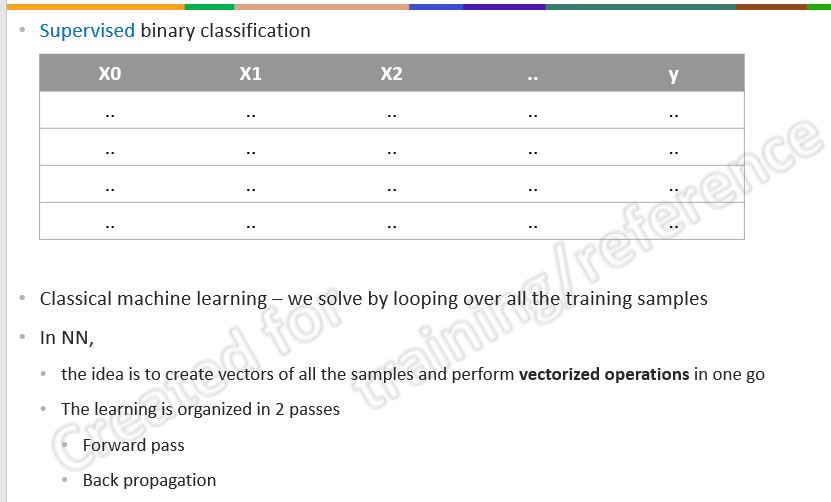 Supervised binary classification
X0 X1 X2 .. y
.. .. .. .. ..
.. .. .. .. ..
.. .. .. .. ..
.. .. .. .. ..
Classical machine learning – we solve by looping over all the training samples
In NN,
the idea is to create vectors of all the samples and perform vectorized operations in one go
The learning is organized in 2 passes
Forward pass
Back propagation
Created for training/reference